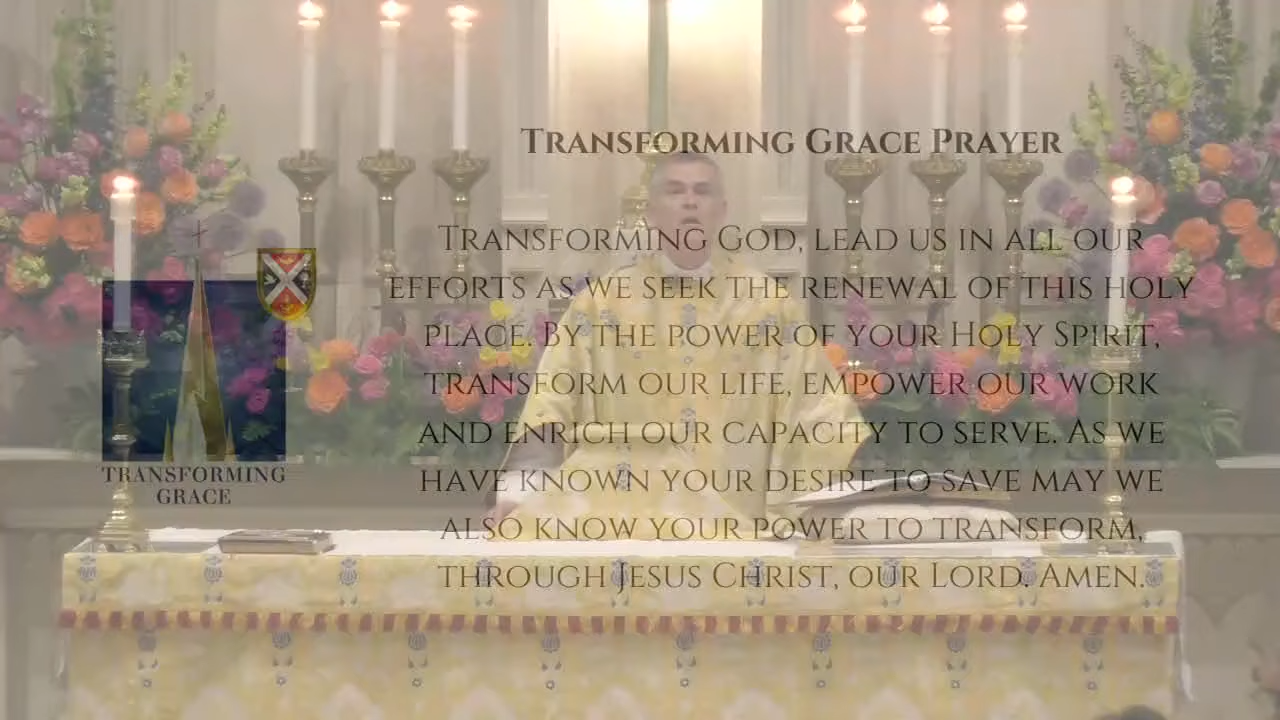 Transforming Grace Prayer
Transforming God, lead us in all our
efforts as we seek the renewal of this holy
place. By the power of your Holy Spirit,
transform our life, empower our work
and enrich our capacity to serve. As we
have known your desire to save may we
also know your power to transform,
through Jesus Christ, our Lord. Amen.
TRANSFORMING
GRACE